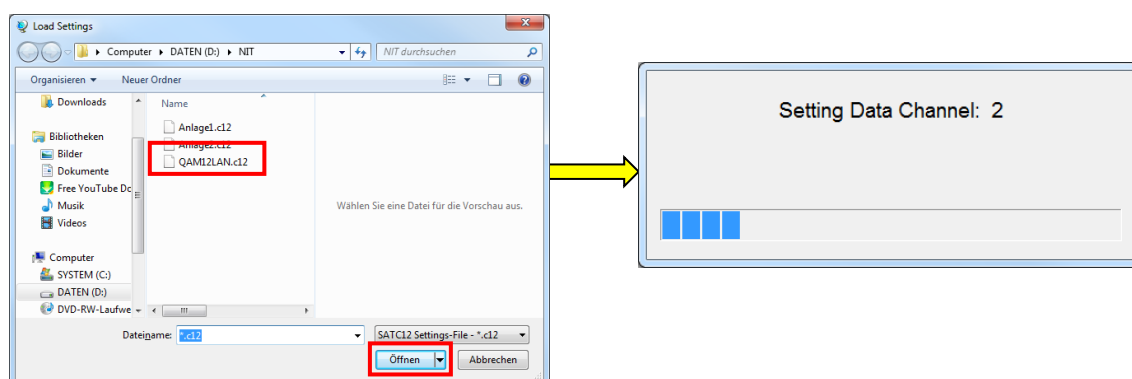 Load Settings
Computer ▸ DATEN (D:) ▸ NIT
NIT durchsuchen
Organisieren
Neuer Ordner
Downloads
Bibliotheken
Bilder
Dokumente
Free YouTube Dc
Musik
Videos
Computer
SYSTEM (C:)
DATEN (D:)
DVD-RW-Laufwe
Name
Anlage1.c12
Anlage2.c12
QAM12LAN.c12
Wählen Sie eine Datei für die Vorschau aus.
Dateiname: *.c12
SATC12 Settings-File - *.c12
Öffnen
Abbrechen
Setting Data Channel: 2